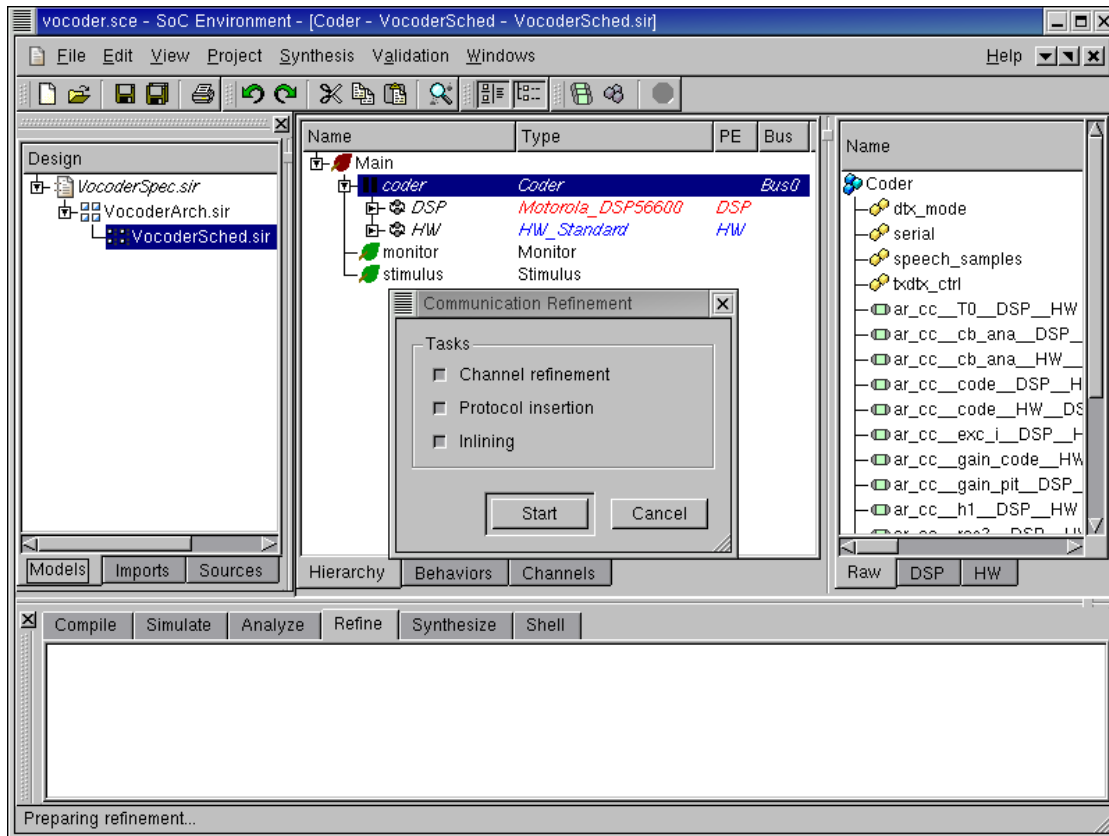 vocoder.sce - SoC Environment - [Coder - VocoderSched - VocoderSched.sir]
File Edit View Project Synthesis Validation Windows Help
Design
VocoderSpec.sir
VocoderArch.sir
VocoderSched.sir
Models Imports Sources
Name Type PE Bus
Main
coder Coder Bus0
DSP Motorola_DSP56600 DSP
HW HW_Standard HW
monitor Monitor
stimulus Stimulus
Communication Refinement
Tasks
Channel refinement
Protocol insertion
Inlining
Start Cancel
Hierarchy Behaviors Channels
Name
Coder
dtx_mode
serial
speech_samples
txdtx_ctrl
ar_cc__T0__DSP__HW
ar_cc__cb_ana__DSP_
ar_cc__cb_ana__HW__
ar_cc__code__DSP__H
ar_cc__code__HW__DS
ar_cc__exc_i__DSP__H
ar_cc__gain_code__HW
ar_cc__gain_pit__DSP_
ar_cc__h1__DSP__HW
Raw DSP HW
Compile Simulate Analyze Refine Synthesize Shell
Preparing refinement...